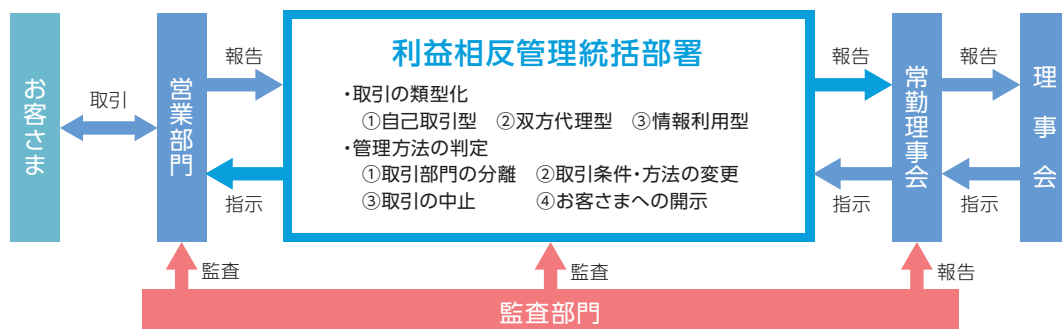 お客さま
取引
営業部門
報告
指示
利益相反管理統括部署
・取引の類型化
①自己取引型 ②双方代理型 ③情報利用型
・管理方法の判定
①取引部門の分離 ②取引条件・方法の変更
③取引の中止 ④お客さまへの開示
報告
指示
常勤理事会
報告
指示
理事会
監査
監査
報告
監査部門